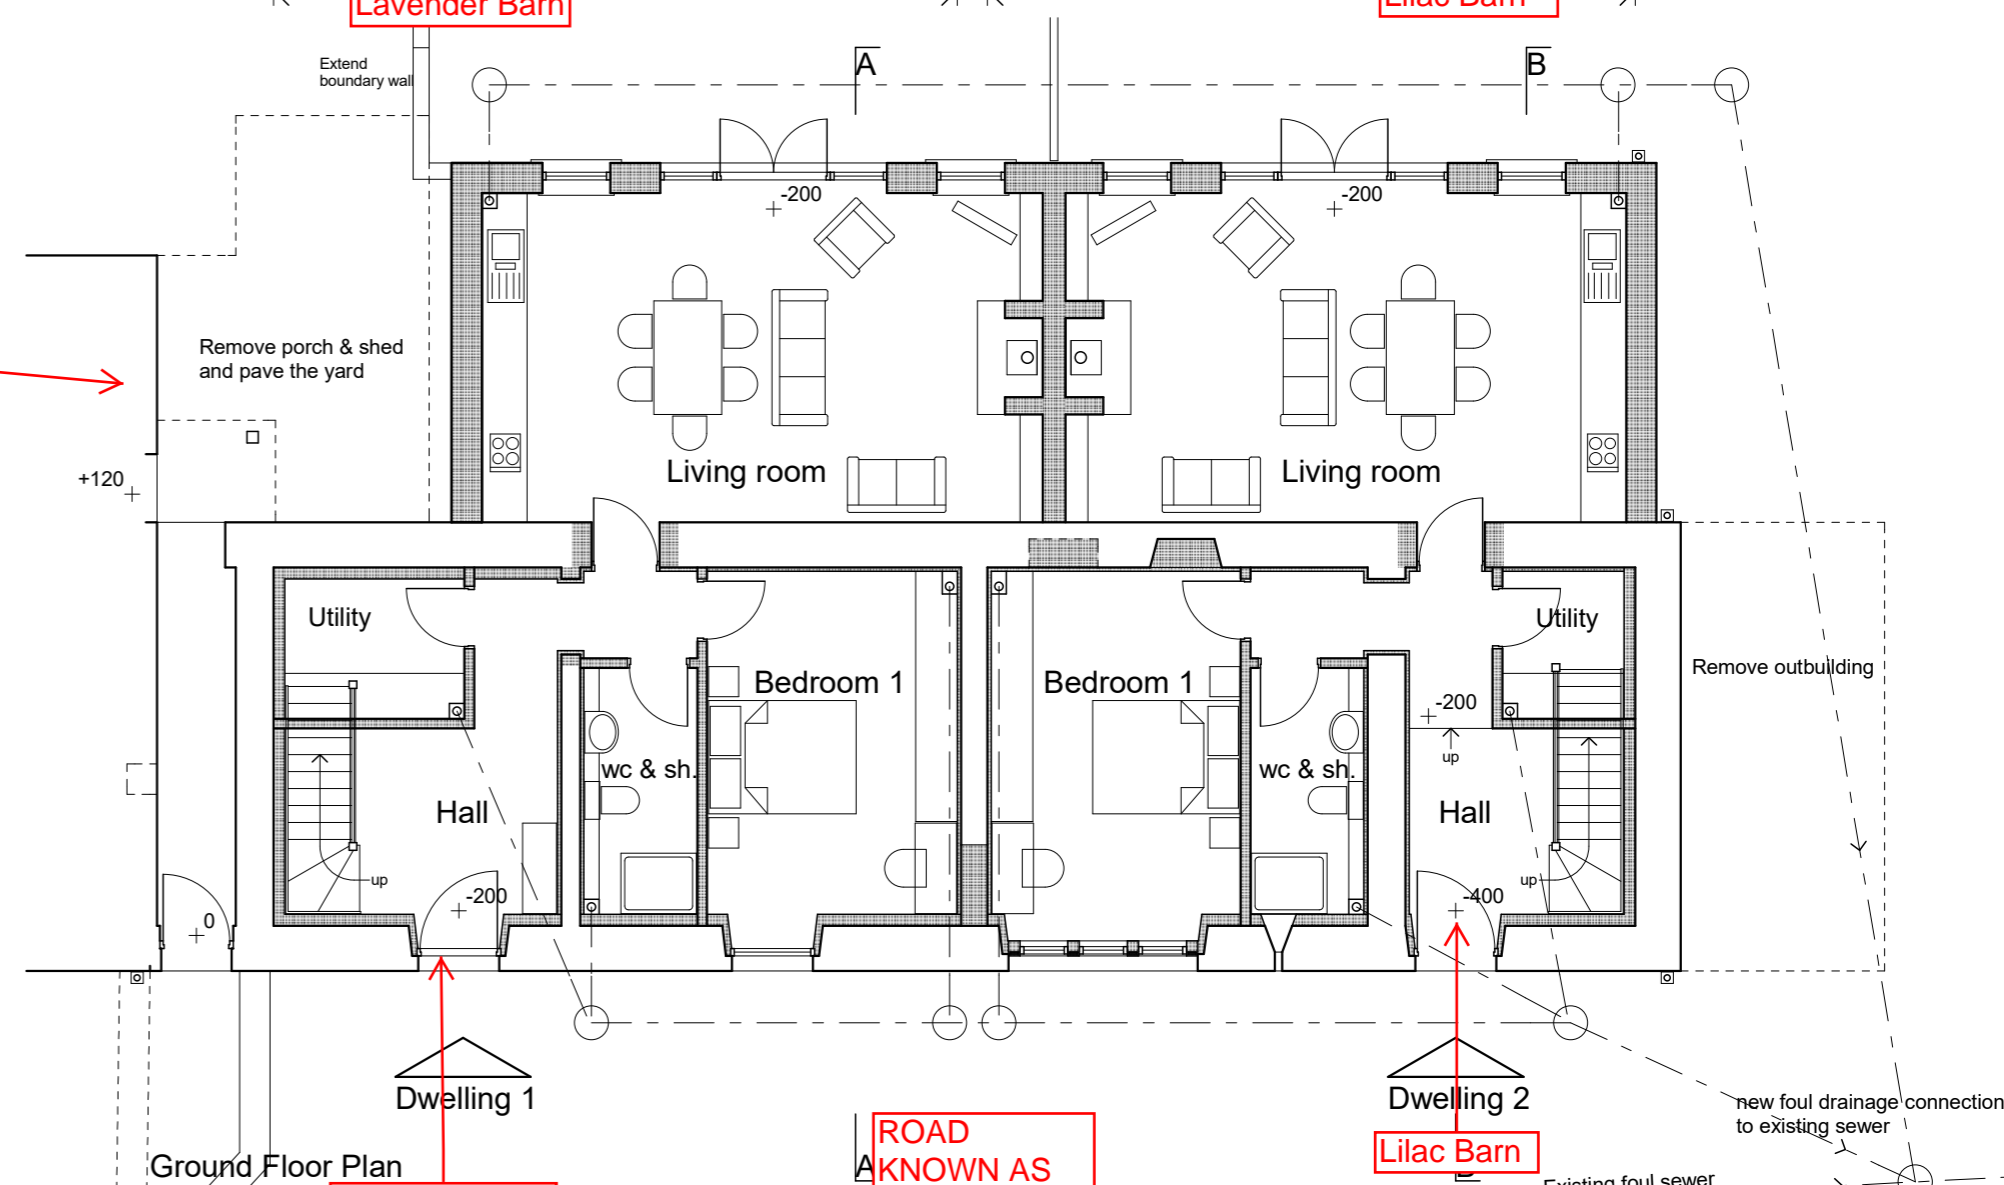 Lavender Barn
Lilac Barn
Extend
boundary wall
A
B
-200
-200
Remove porch & shed
and pave the yard
+120
Living room
Living room
Utility
Utility
Bedroom 1
Bedroom 1
Remove outbuilding
-200
up
wc & sh.
wc & sh.
Hall
Hall
up
up
-200
-400
0
Dwelling 1
Dwelling 2
new foul drainage connection
to existing sewer
ROAD
KNOWN AS
A
Lilac Barn
Ground Floor Plan
Existing foul sewer